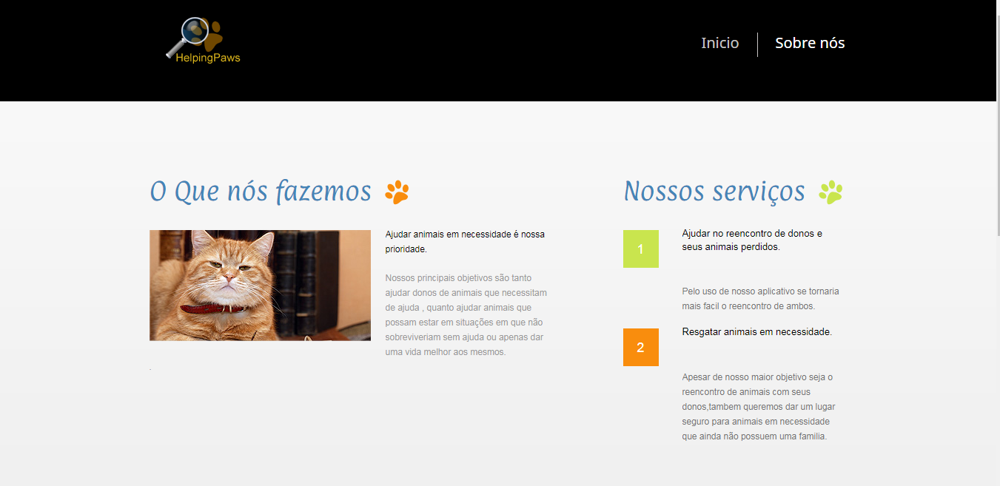 HelpingPaws
Inicio
Sobre nós
O Que nós fazemos
Ajudar animais em necessidade é nossa
prioridade.
Nossos principais objetivos são tanto
ajudar donos de animais que necessitam
de ajuda , quanto ajudar animais que
possam estar em situações em que não
sobreviveriam sem ajuda ou apenas dar
uma vida melhor aos mesmos.
.
Nossos serviços
1
Ajudar no reencontro de donos e
seus animais perdidos.
Pelo uso de nosso aplicativo se tornaria
mais facil o reencontro de ambos.
2
Resgatar animais em necessidade.
Apesar de nosso maior objetivo seja o
reencontro de animais com seus
donos,tambem queremos dar um lugar
seguro para animais em necessidade
que ainda não possuem uma familia.